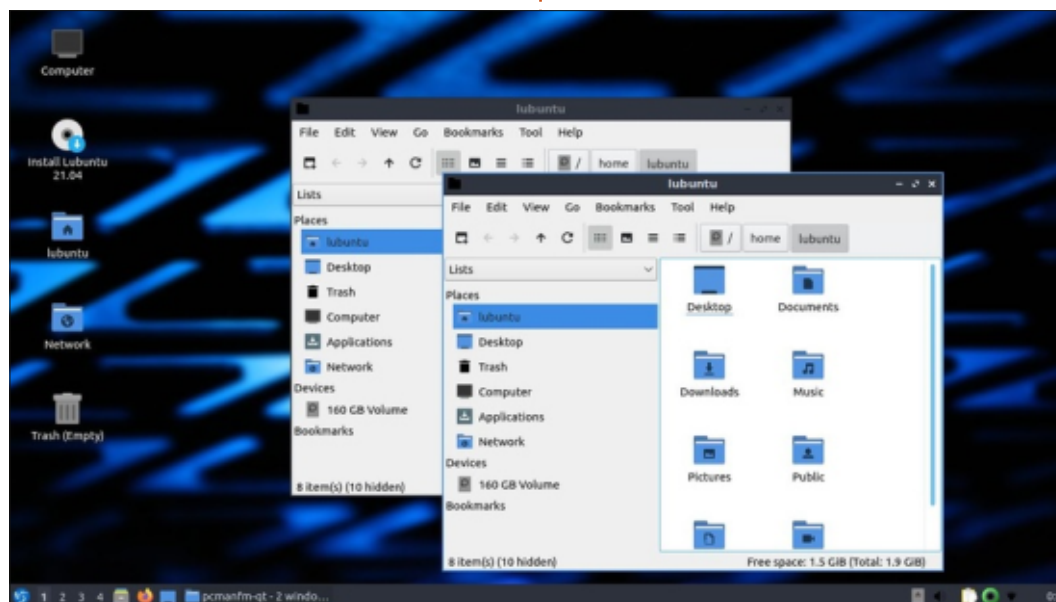 Computer
Install Lubuntu
21.04
lubuntu
Network
Trash (Empty)
lubuntu
File Edit View Go Bookmarks Tool Help
/ home lubuntu
Lists
Places
lubuntu
Desktop
Trash
Computer
Applications
Network
Devices
160 GB Volume
Bookmarks
8 item(s) (10 hidden)
lubuntu
File Edit View Go Bookmarks Tool Help
/ home lubuntu
Lists
Places
lubuntu
Desktop
Trash
Computer
Applications
Network
Devices
160 GB Volume
Bookmarks
Desktop Documents
Downloads Music
Pictures Public
8 item(s) (10 hidden) Free space: 1.5 GiB (Total: 1.9 GiB)
1 2 3 4 pcmanfm-qt - 2 windo...